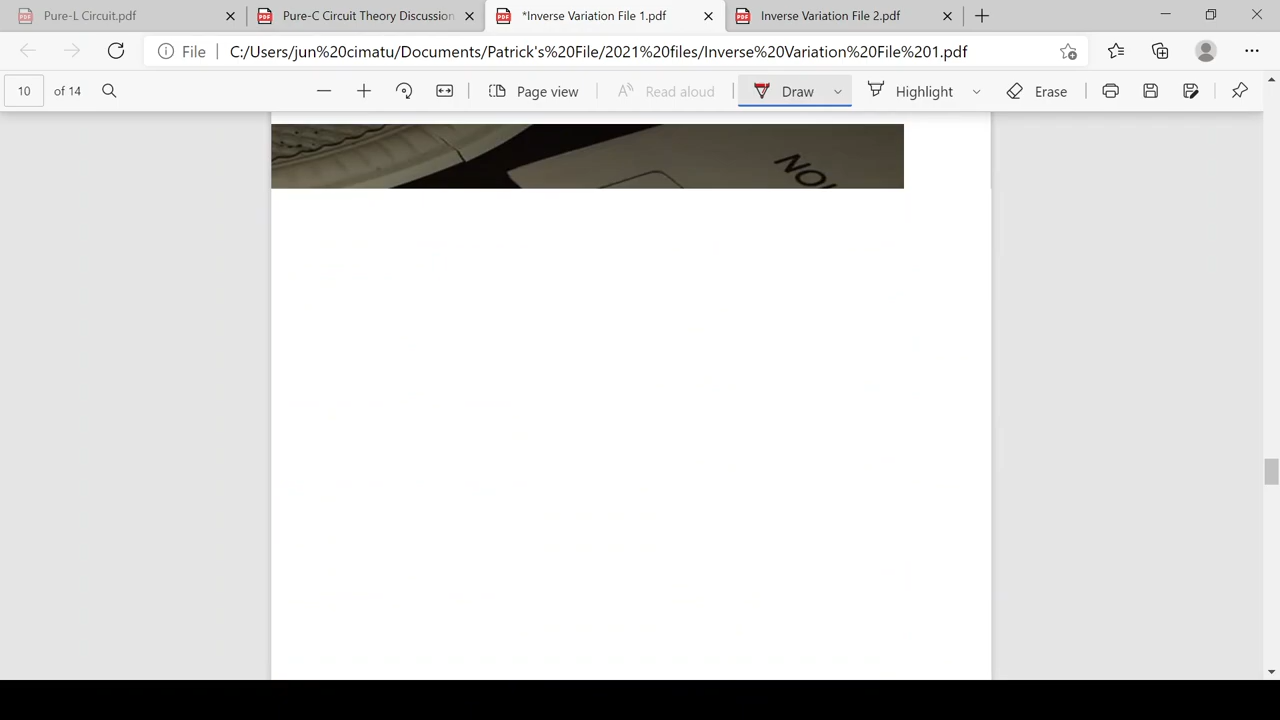 Pure-L Circuit.pdf
Pure-C Circuit Theory Discussion
*Inverse Variation File 1.pdf
Inverse Variation File 2.pdf
File
C:/Users/jun%20cimatu/Documents/Patrick's%20File/2021%20files/Inverse%20Variation%20File%201.pdf
10 of 14
Page view
Read aloud
Draw
Highlight
Erase